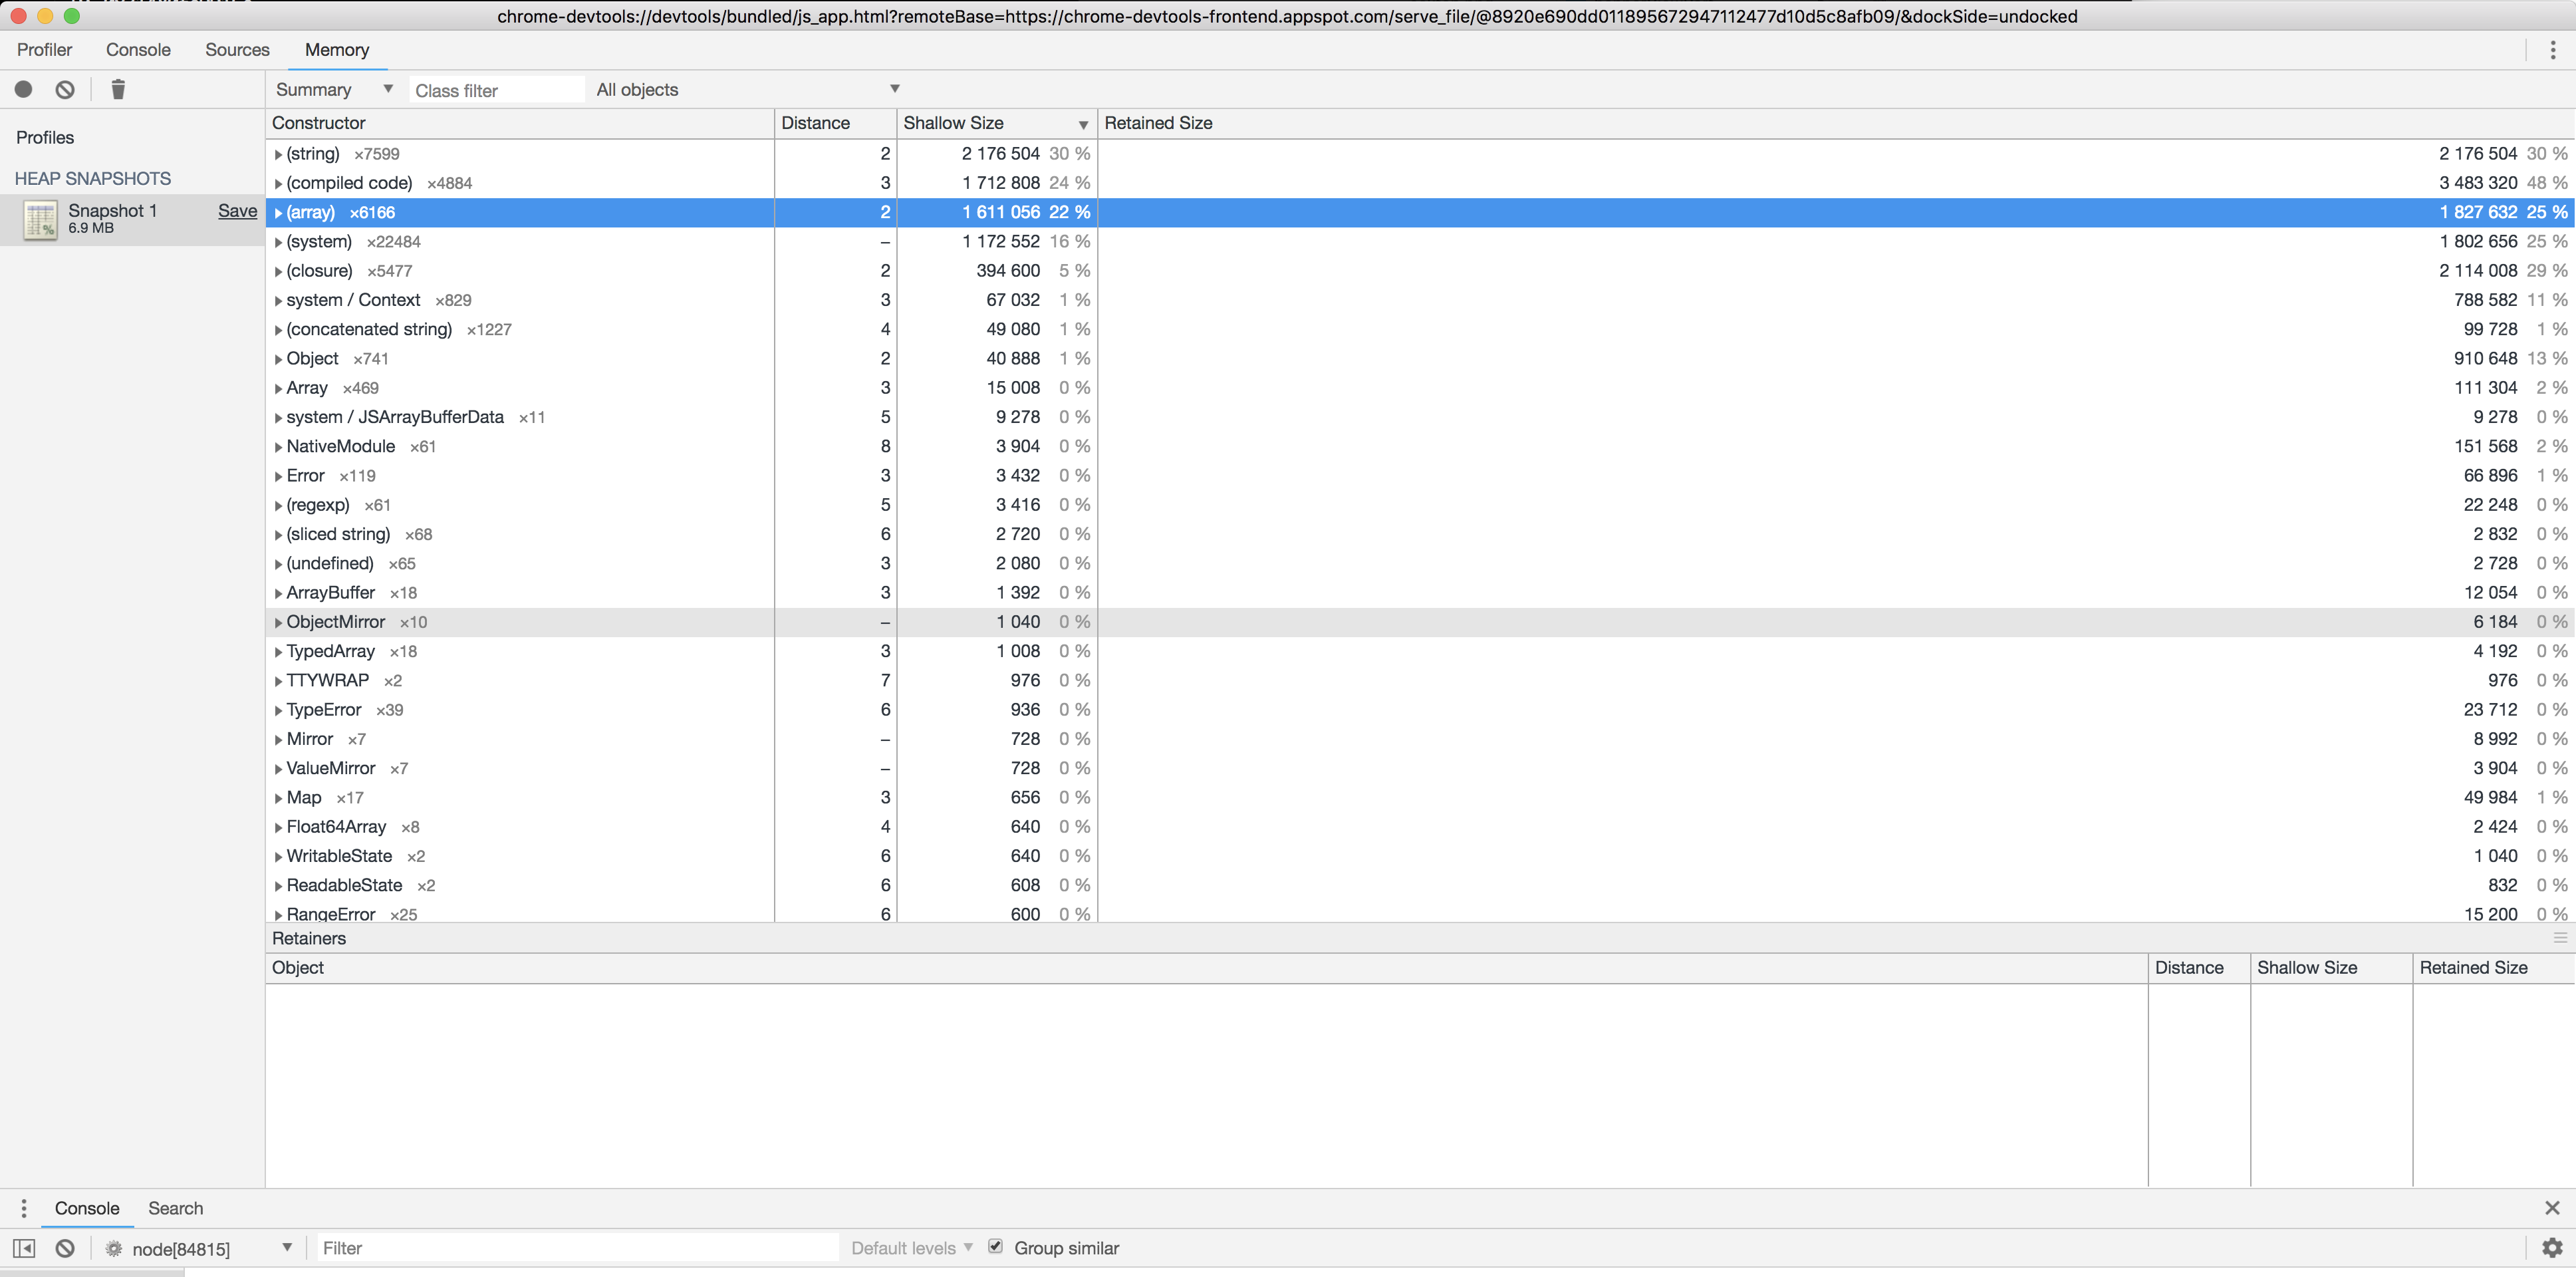 chrome-devtools://devtools/bundled/js_app.html?remoteBase=https://chrome-devtools-frontend.appspot.com/serve_file/@8920e690dd011895672947112477d10d5c8afb09/&dockSide=undocked
Profiler Console Sources Memory
Summary Class filter All objects
Profiles
HEAP SNAPSHOTS
Snapshot 1 Save
6.9 MB
Constructor Distance Shallow Size Retained Size
(string) ×7599 2 2 176 504 30 % 2 176 504 30 %
(compiled code) ×4884 3 1 712 808 24 % 3 483 320 48 %
(array) ×6166 2 1 611 056 22 % 1 827 632 25 %
(system) ×22484 – 1 172 552 16 % 1 802 656 25 %
(closure) ×5477 2 394 600 5 % 2 114 008 29 %
system / Context ×829 3 67 032 1 % 788 582 11 %
(concatenated string) ×1227 4 49 080 1 % 99 728 1 %
Object ×741 2 40 888 1 % 910 648 13 %
Array ×469 3 15 008 0 % 111 304 2 %
system / JSArrayBufferData ×11 5 9 278 0 % 9 278 0 %
NativeModule ×61 8 3 904 0 % 151 568 2 %
Error ×119 3 3 432 0 % 66 896 1 %
(regexp) ×61 5 3 416 0 % 22 248 0 %
(sliced string) ×68 6 2 720 0 % 2 832 0 %
(undefined) ×65 3 2 080 0 % 2 728 0 %
ArrayBuffer ×18 3 1 392 0 % 12 054 0 %
ObjectMirror ×10 – 1 040 0 % 6 184 0 %
TypedArray ×18 3 1 008 0 % 4 192 0 %
TTYWRAP ×2 7 976 0 % 976 0 %
TypeError ×39 6 936 0 % 23 712 0 %
Mirror ×7 – 728 0 % 8 992 0 %
ValueMirror ×7 – 728 0 % 3 904 0 %
Map ×17 3 656 0 % 49 984 1 %
Float64Array ×8 4 640 0 % 2 424 0 %
WritableState ×2 6 640 0 % 1 040 0 %
ReadableState ×2 6 608 0 % 832 0 %
RangeError ×25 6 600 0 % 15 200 0 %
Retainers
Object Distance Shallow Size Retained Size
Console Search
node[84815] Filter Default levels Group similar